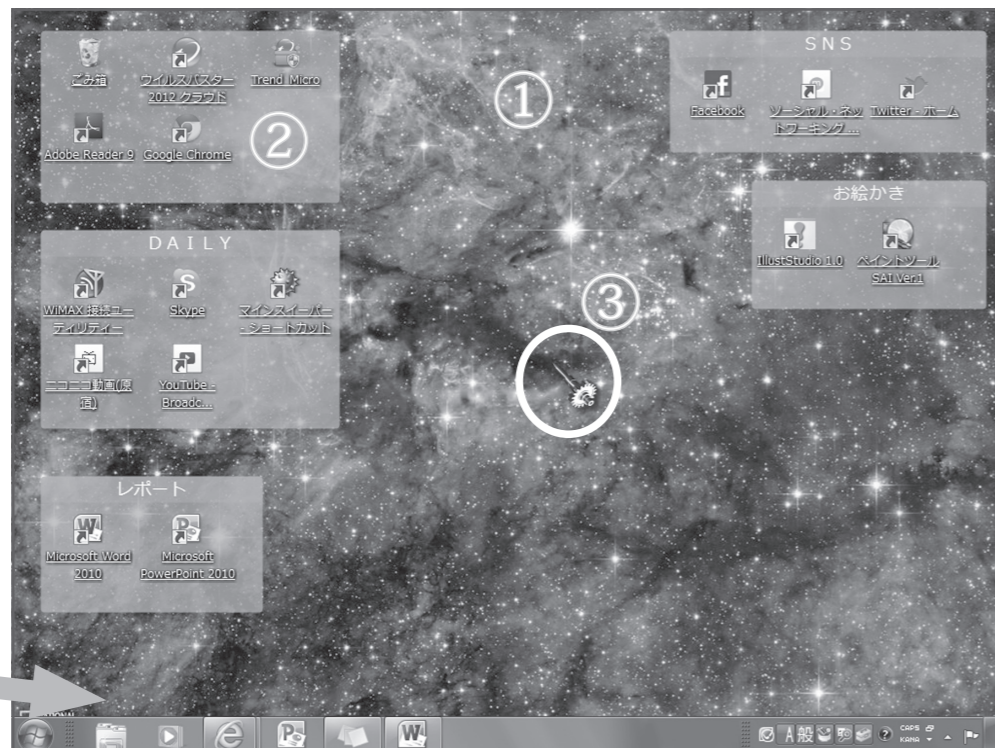 ①
ごみ箱
ウイルスバスター
2012 クラウド
Trend Micro
Adobe Reader 9
Google Chrome
②
SNS
Facebook
ソーシャル・ネッ
トワーキング ...
Twitter - ホーム
お絵かき
IllustStudio 1.0
ペイントツール
SAI Ver.1
DAILY
WiMAX 接続ユー
ティリティー
Skype
マインスイーパー
- ショートカット
ニコニコ動画(原
宿)
YouTube -
Broadc...
③
レポート
Microsoft Word
2010
Microsoft
PowerPoint 2010
A 般
CAPS
KANA